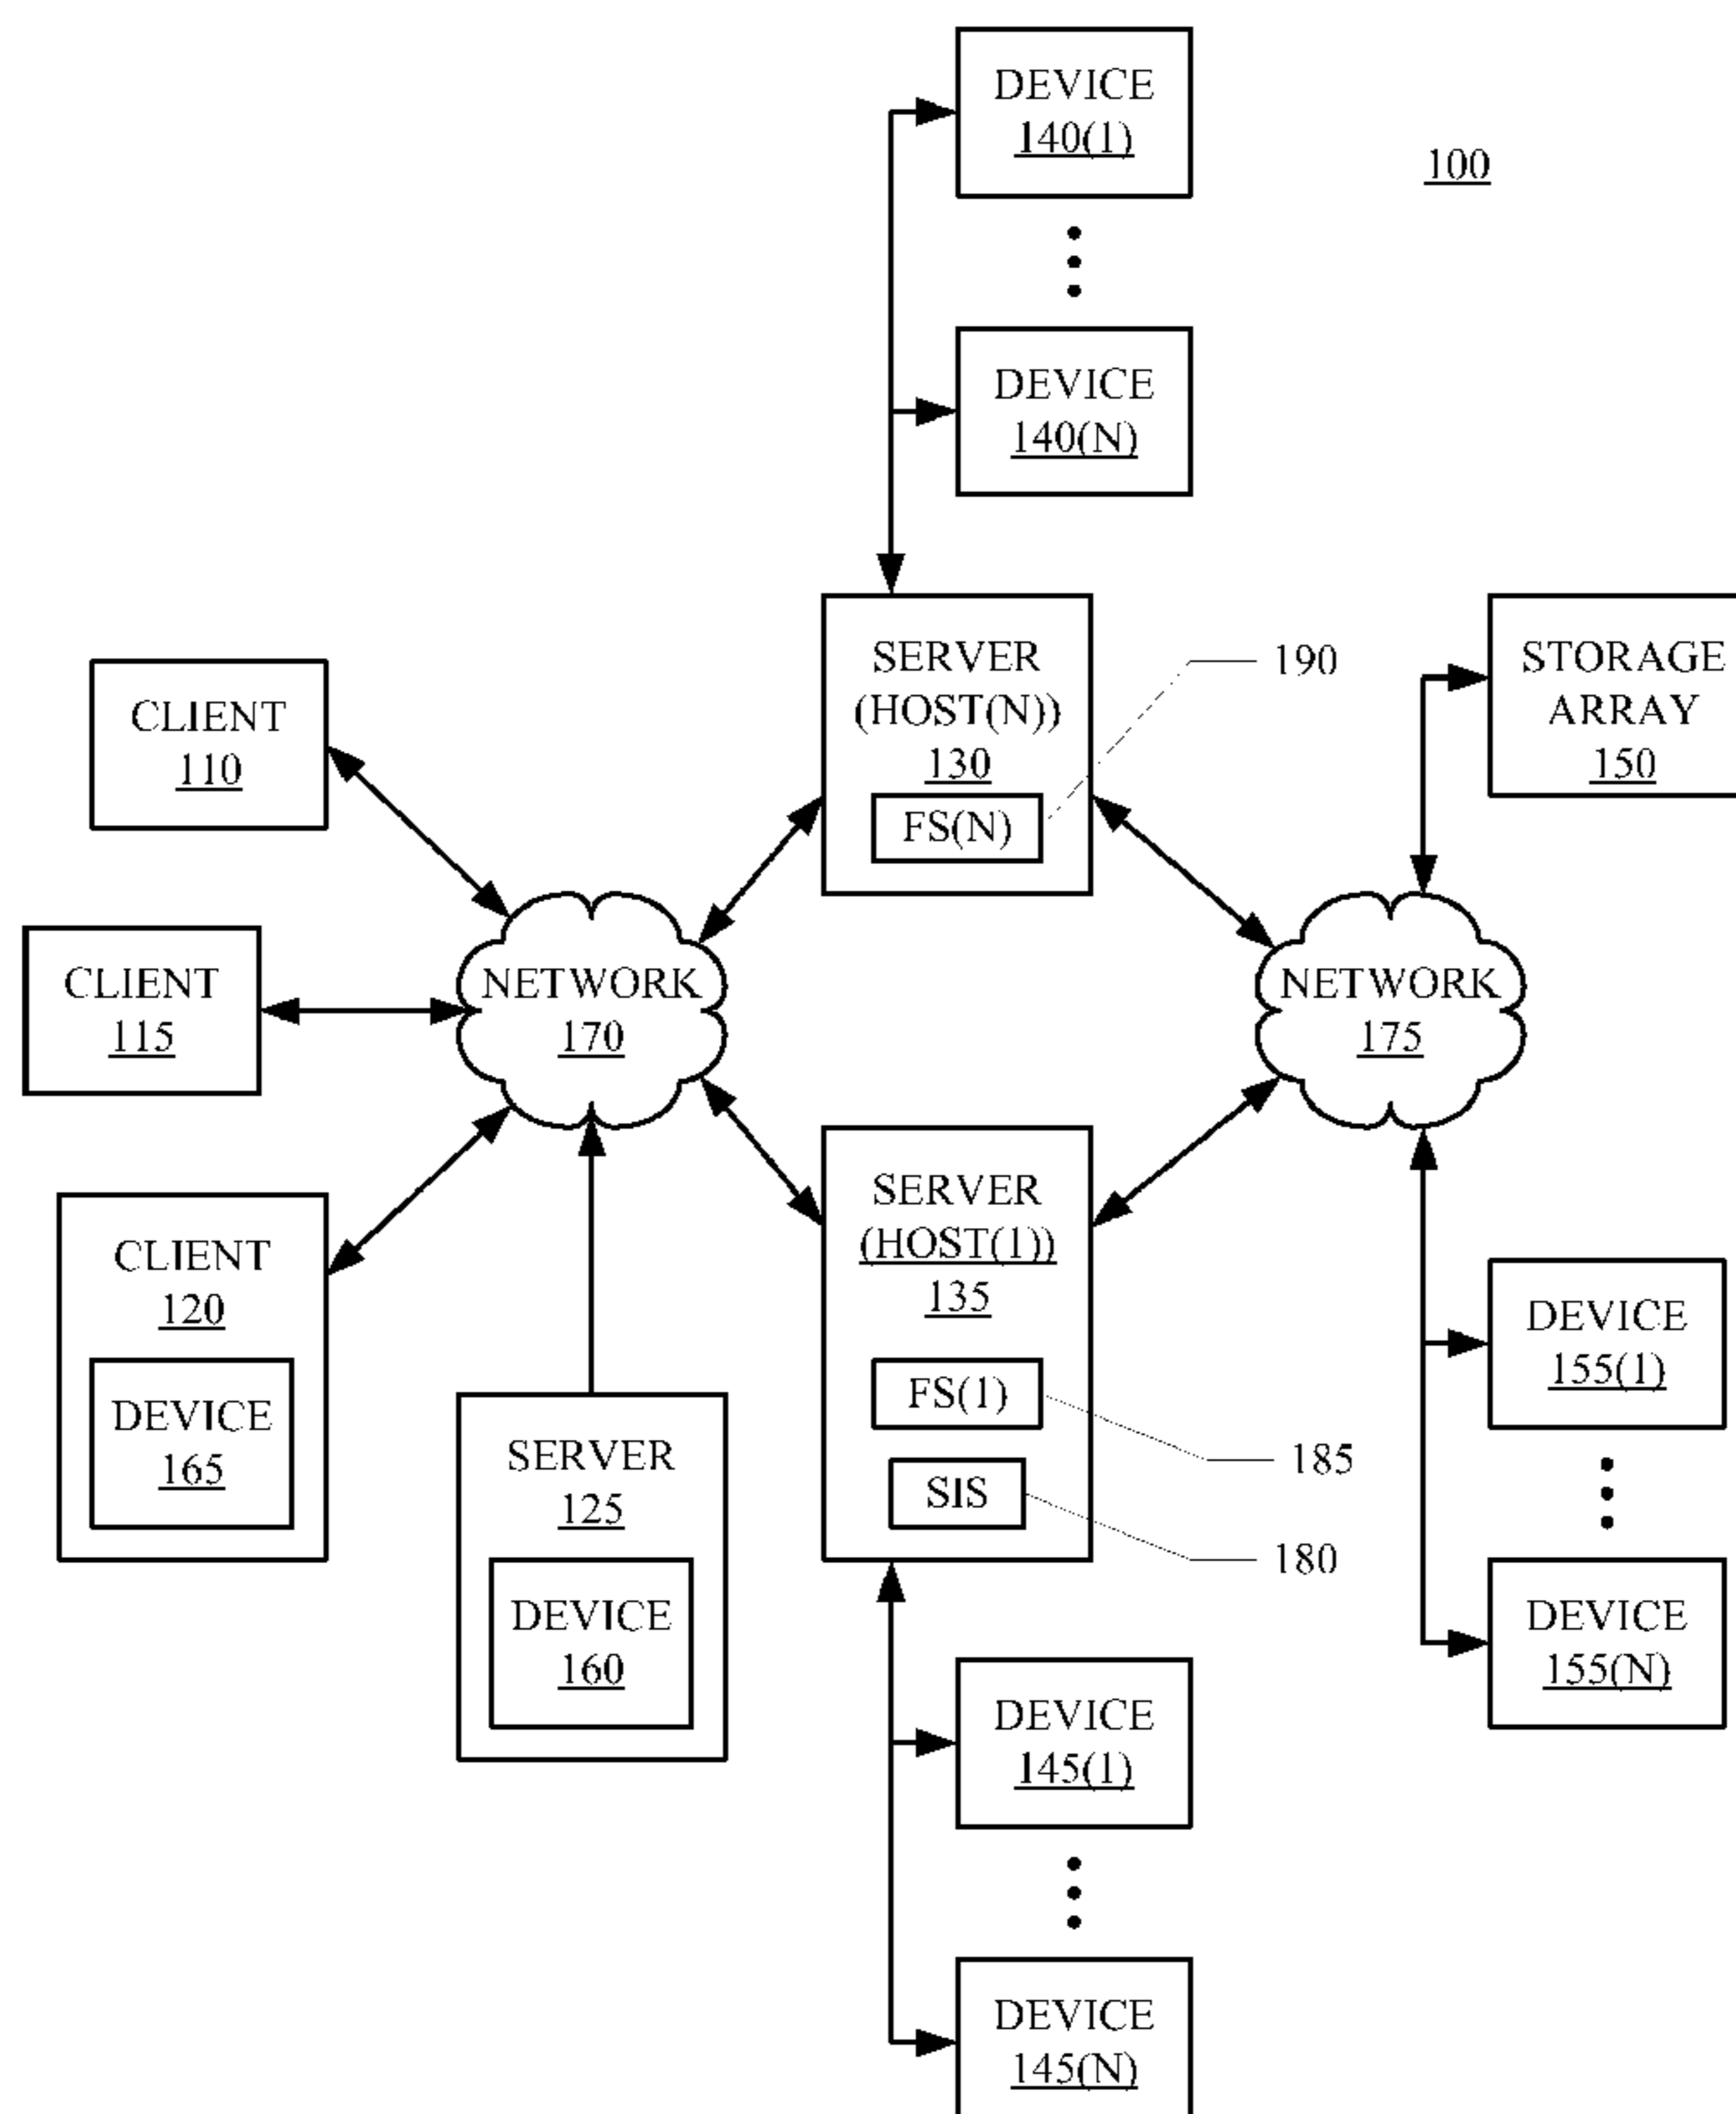 DEVICE
140(1)
100
DEVICE
140(N)
SERVER
(HOST(N))
130
FS(N)
190
STORAGE
ARRAY
150
CLIENT
110
CLIENT
115
NETWORK
170
NETWORK
175
CLIENT
120
DEVICE
165
SERVER
125
DEVICE
160
SERVER
(HOST(1))
135
FS(1)
185
SIS
180
DEVICE
155(1)
DEVICE
155(N)
DEVICE
145(1)
DEVICE
145(N)